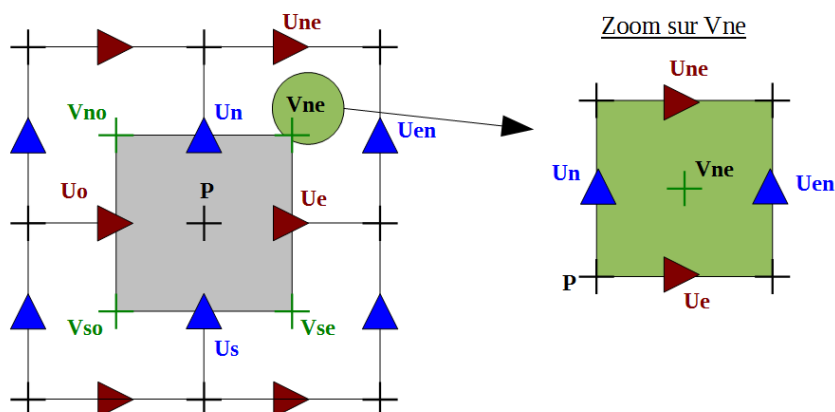 Une
Zoom sur Vne
Vno
Un
Vne
Uen
Une
Uo
P
Ue
Un
Vne
Uen
P
Ue
Vso
Us
Vse